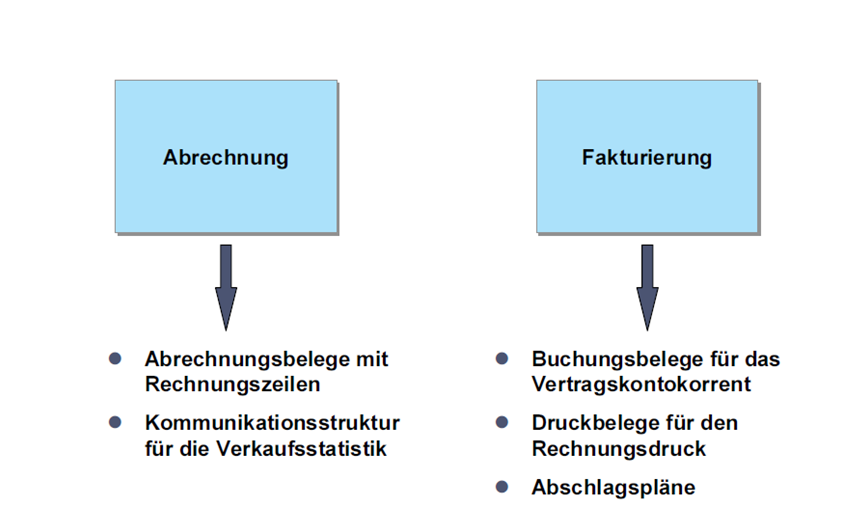 Abrechnung
Abrechnungsbelege mit
Rechnungszeilen
Kommunikationsstruktur
für die Verkaufsstatistik
Fakturierung
Buchungsbelege für das
Vertragskontokorrent
Druckbelege für den
Rechnungsdruck
Abschlagspläne